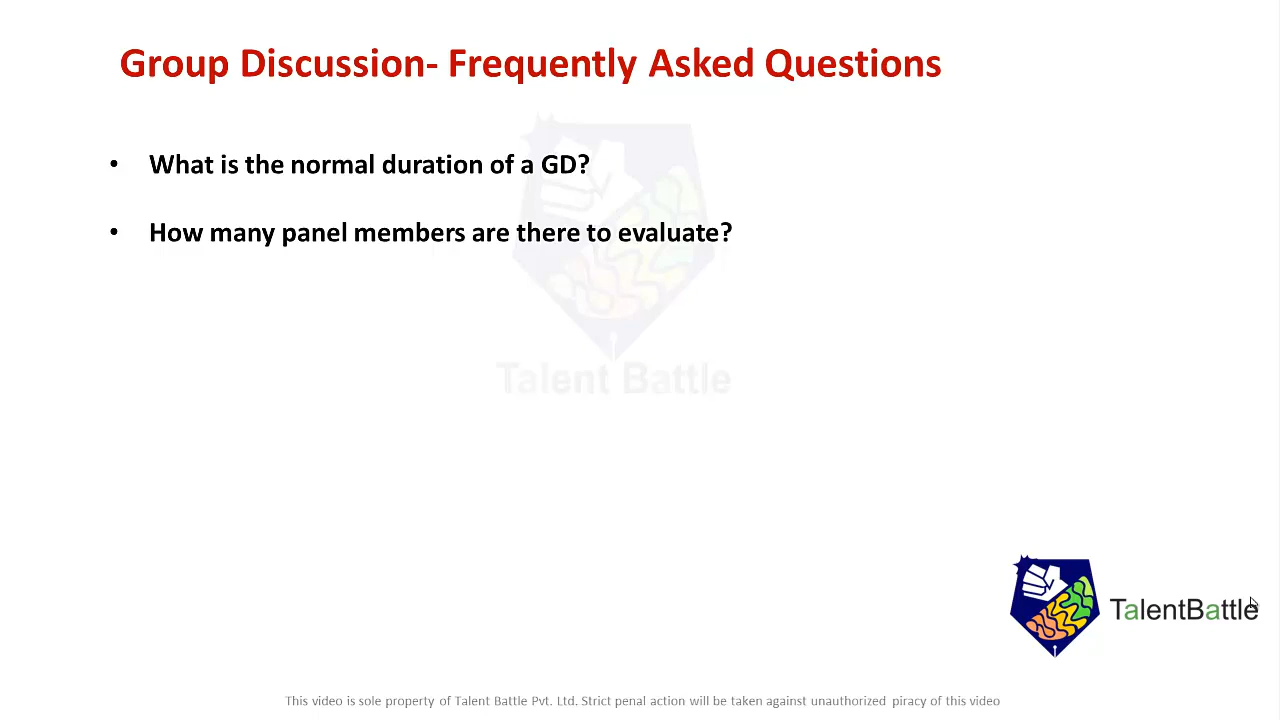 Group Discussion- Frequently Asked Questions
• What is the normal duration of a GD?
• How many panel members are there to evaluate?
Talent Battle
TalentBattle
This video is sole property of Talent Battle Pvt. Ltd. Strict penal action will be taken against unauthorized piracy of this video